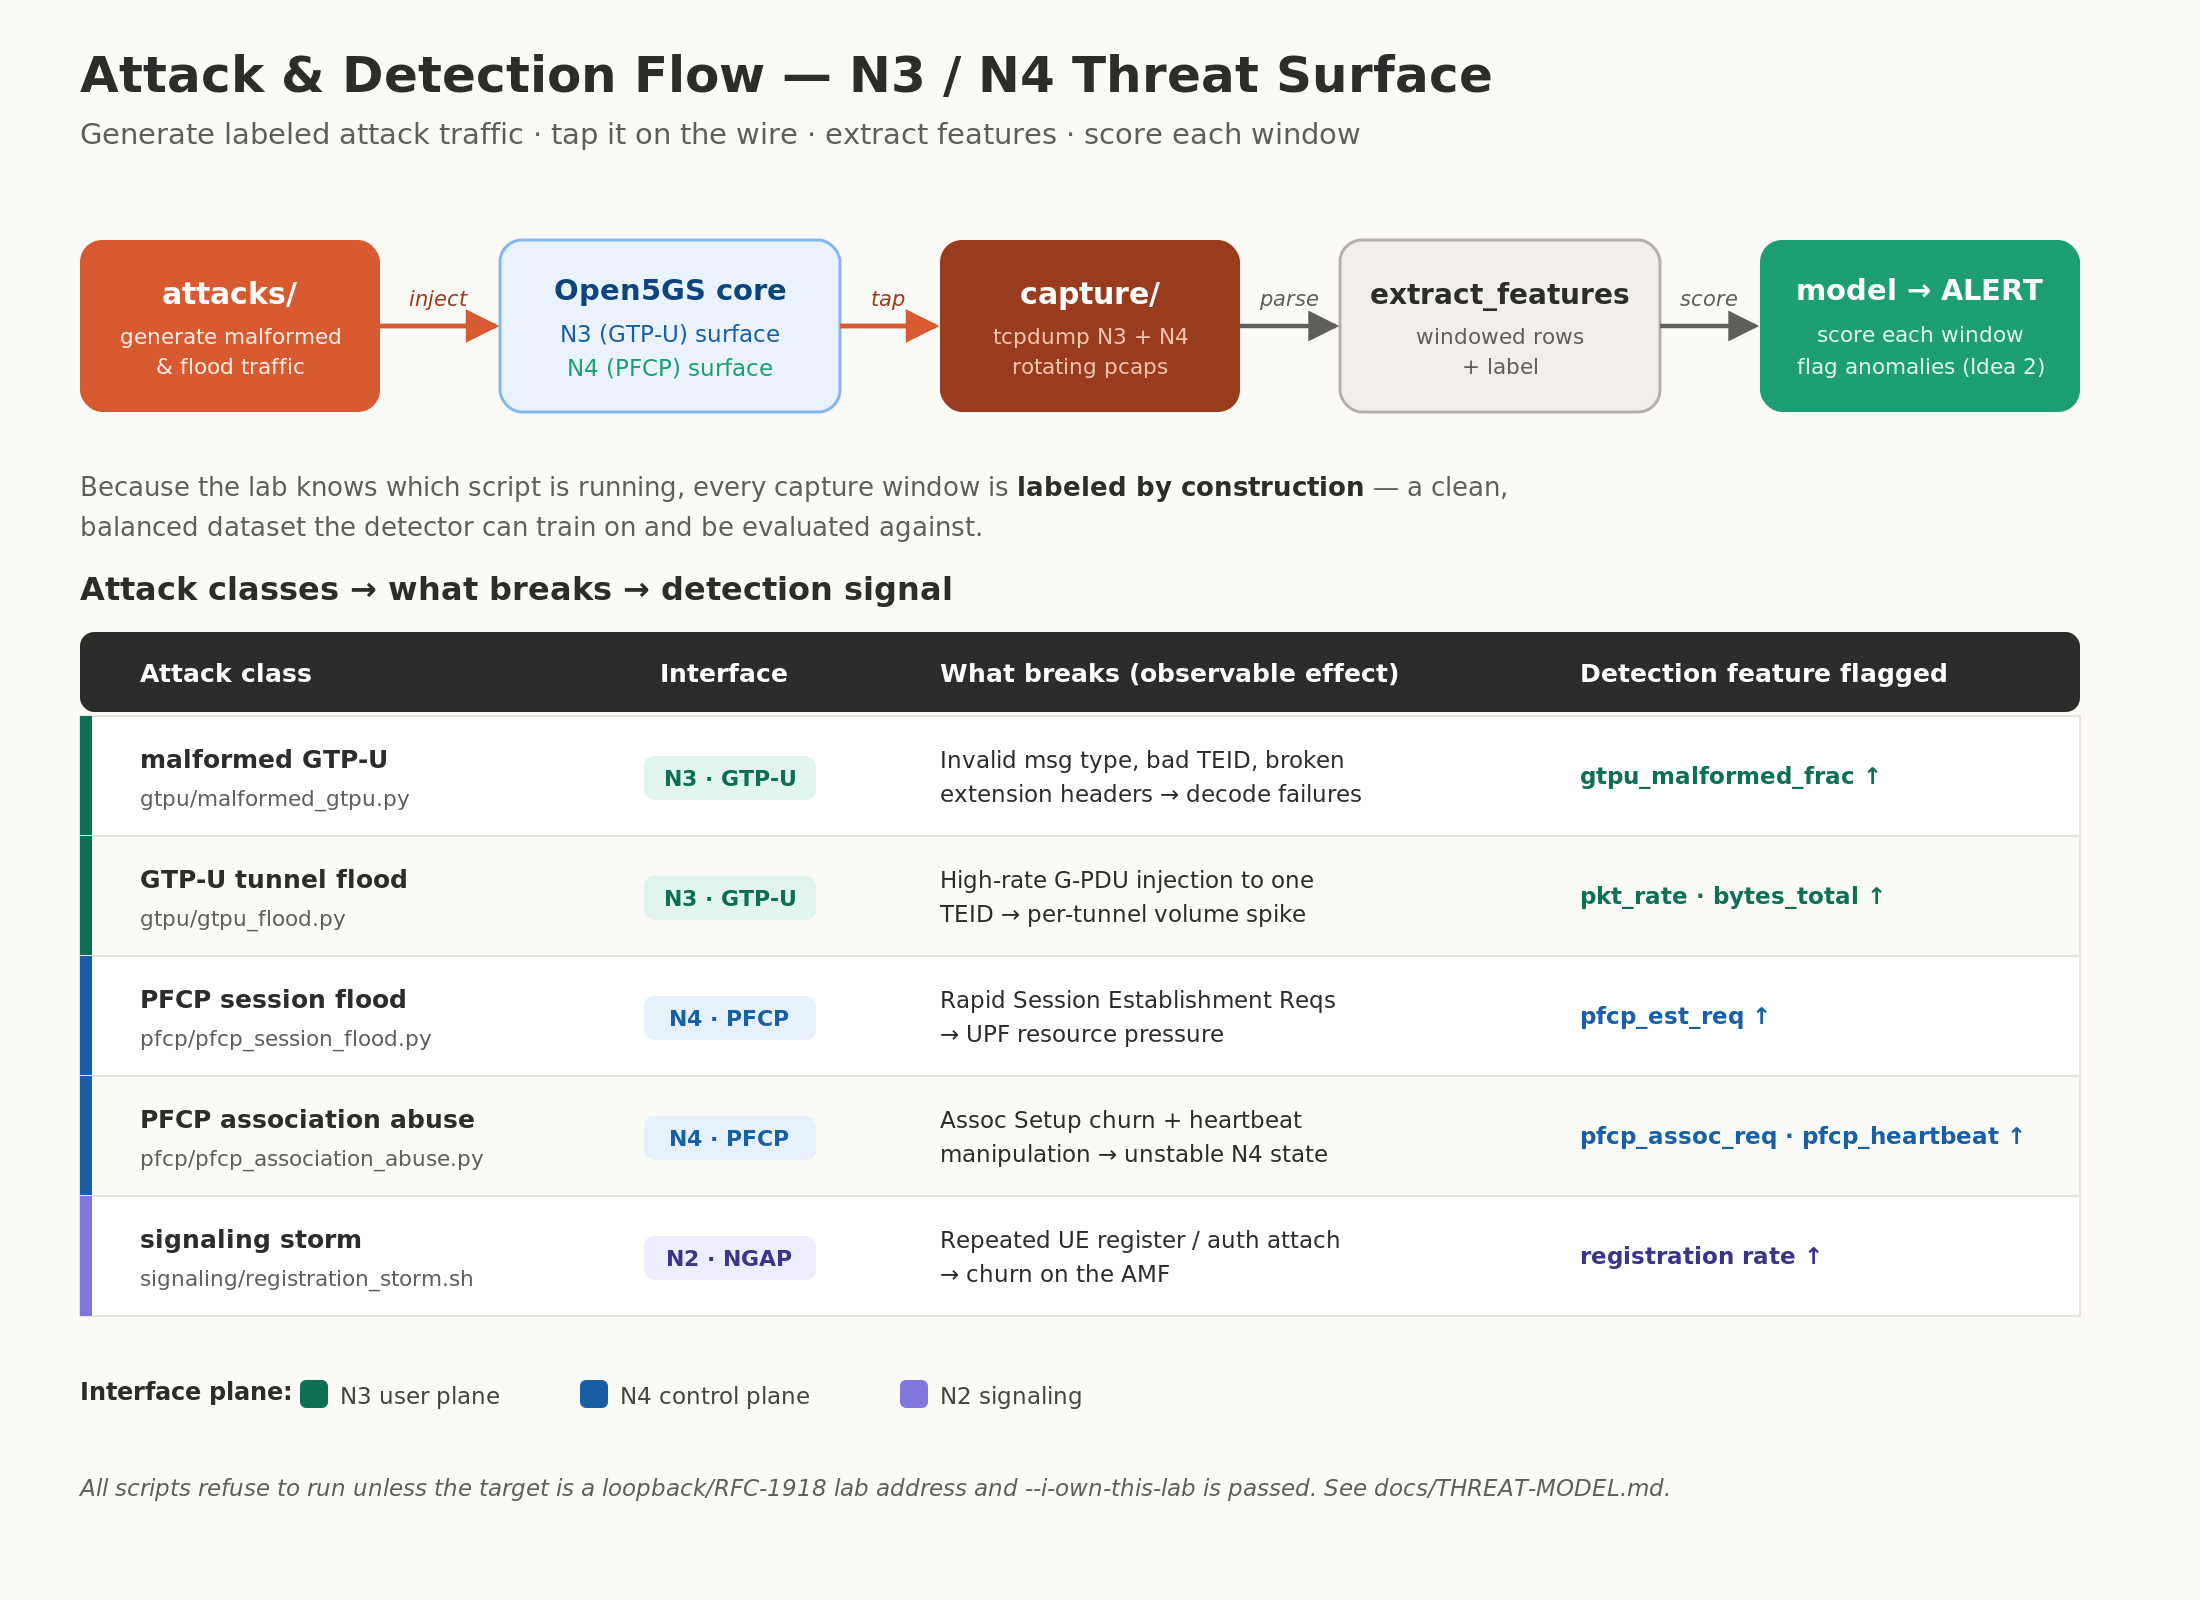 Attack & Detection Flow — N3 / N4 Threat Surface
Generate labeled attack traffic · tap it on the wire · extract features · score each window
attacks/
generate malformed
& flood traffic
inject
Open5GS core
N3 (GTP-U) surface
N4 (PFCP) surface
tap
capture/
tcpdump N3 + N4
rotating pcaps
parse
extract_features
windowed rows
+ label
score
model → ALERT
score each window
flag anomalies (Idea 2)
Because the lab knows which script is running, every capture window is labeled by construction — a clean,
balanced dataset the detector can train on and be evaluated against.
Attack classes → what breaks → detection signal
Attack class Interface What breaks (observable effect) Detection feature flagged
malformed GTP-U
gtpu/malformed_gtpu.py
N3 · GTP-U
Invalid msg type, bad TEID, broken
extension headers → decode failures
gtpu_malformed_frac ↑
GTP-U tunnel flood
gtpu/gtpu_flood.py
N3 · GTP-U
High-rate G-PDU injection to one
TEID → per-tunnel volume spike
pkt_rate · bytes_total ↑
PFCP session flood
pfcp/pfcp_session_flood.py
N4 · PFCP
Rapid Session Establishment Reqs
→ UPF resource pressure
pfcp_est_req ↑
PFCP association abuse
pfcp/pfcp_association_abuse.py
N4 · PFCP
Assoc Setup churn + heartbeat
manipulation → unstable N4 state
pfcp_assoc_req · pfcp_heartbeat ↑
signaling storm
signaling/registration_storm.sh
N2 · NGAP
Repeated UE register / auth attach
→ churn on the AMF
registration rate ↑
Interface plane: N3 user plane N4 control plane N2 signaling
All scripts refuse to run unless the target is a loopback/RFC-1918 lab address and --i-own-this-lab is passed. See docs/THREAT-MODEL.md.